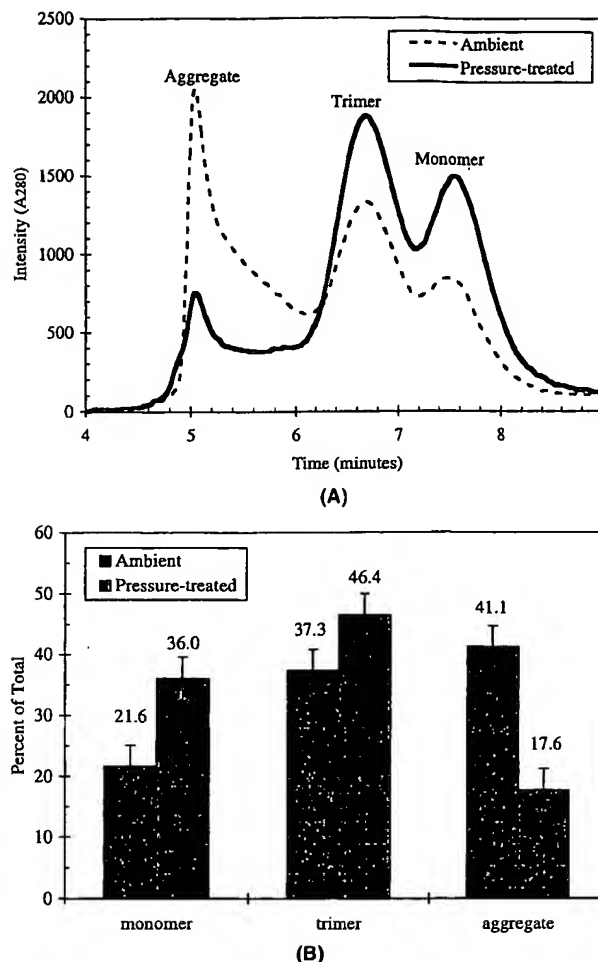 2500
2000
1500
1000
500
0
Intensity (A280)
Ambient
Pressure-treated
Aggregate
Trimer
Monomer
4 5 6 7 8
Time (minutes)
(A)
60
50
40
30
20
10
0
Percent of Total
Ambient
Pressure-treated
21.6
36.0
37.3
46.4
41.1
17.6
monomer trimer aggregate
(B)